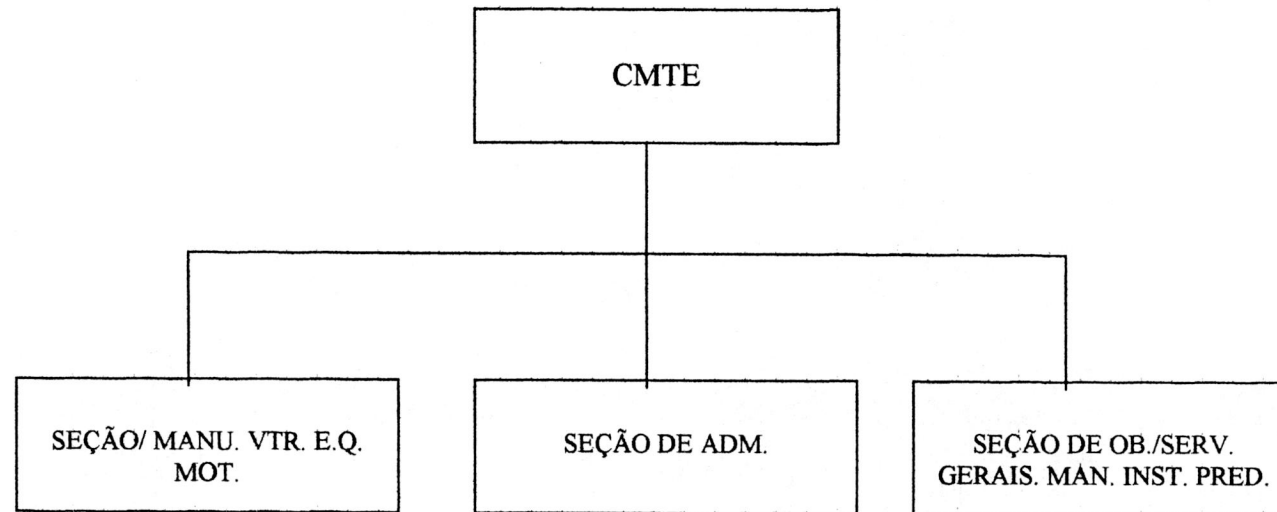 CMTE
SEÇÃO/ MANU. VTR. E.Q.
MOT.
SEÇÃO DE ADM.
SEÇÃO DE OB./SERV.
GERAIS. MAN. INST. PRED.